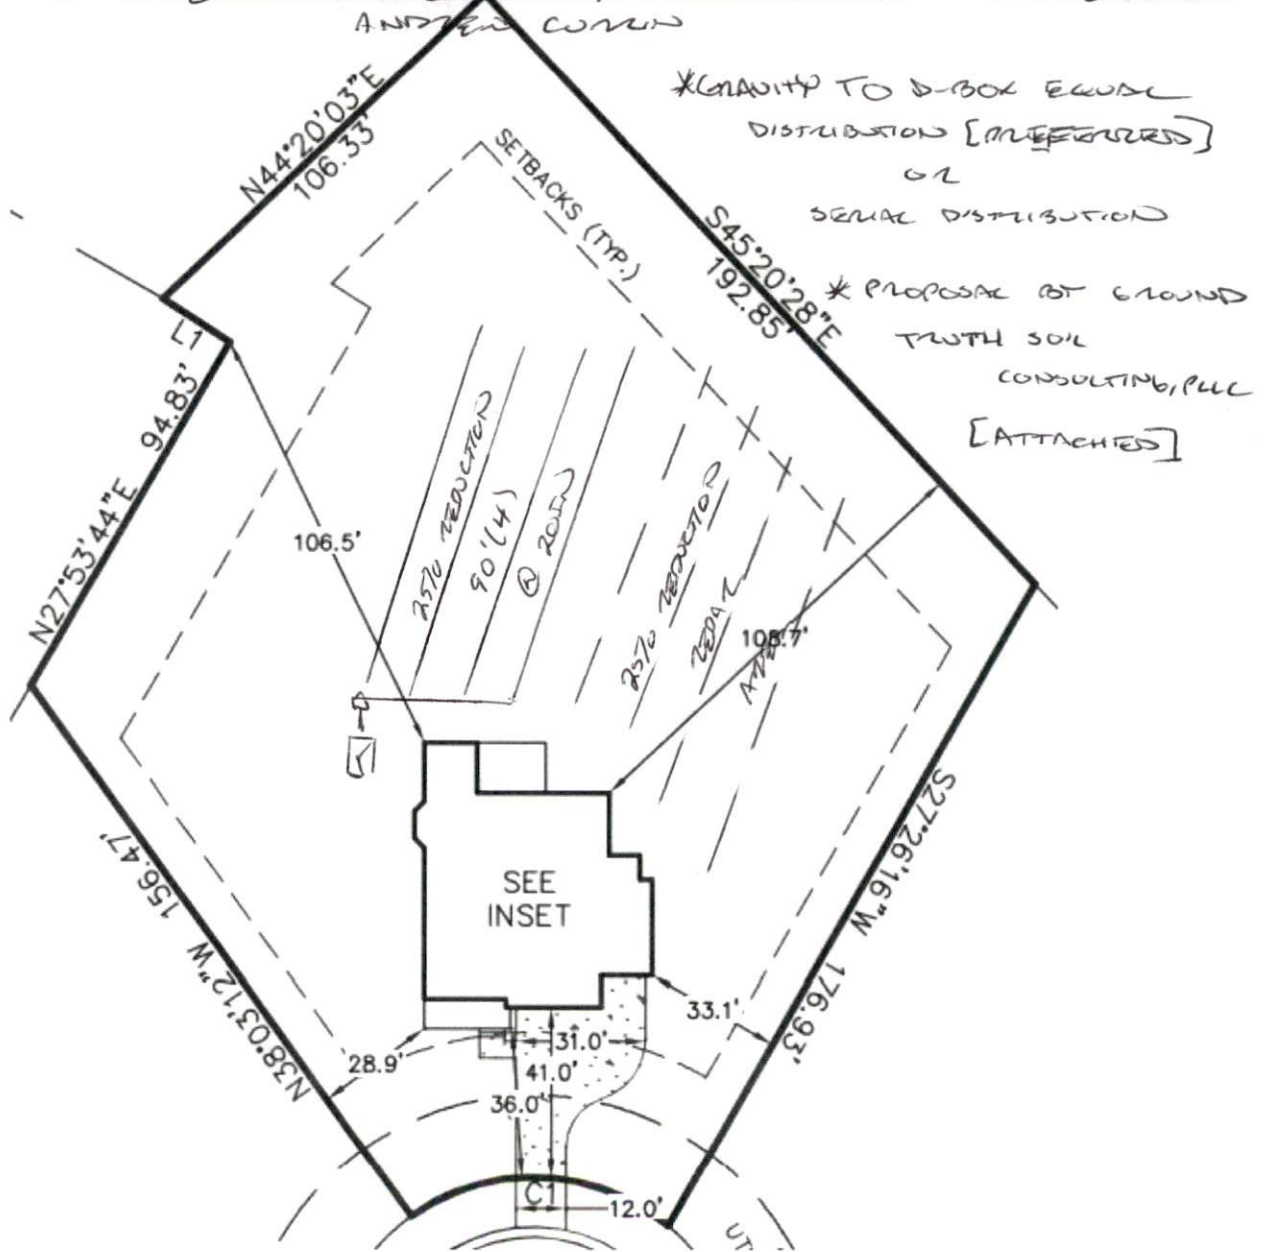 ANDREW CURRIN
*GRAVITY TO D-BOX EQUAL
DISTRIBUTION [PREFERRED]
OR
SERIAL DISTRIBUTION
* PROPOSAL BY GROUND
TRUTH SOIL
CONSULTING, PLLC
[ATTACHED]
N44°20'03"E
106.33'
SETBACKS (TYP.)
S45°20'28"E
192.85'
L1
N27°53'44"E 94.83'
106.5'
25% REDUCTION
90'(4)
@ 20IN
25% REDUCTION
REPAIR
AREA
108.7'
SEE
INSET
N38°03'12"W 156.47'
S27°26'16"W 176.93'
33.1'
28.9'
31.0'
41.0'
36.0'
C1
12.0'